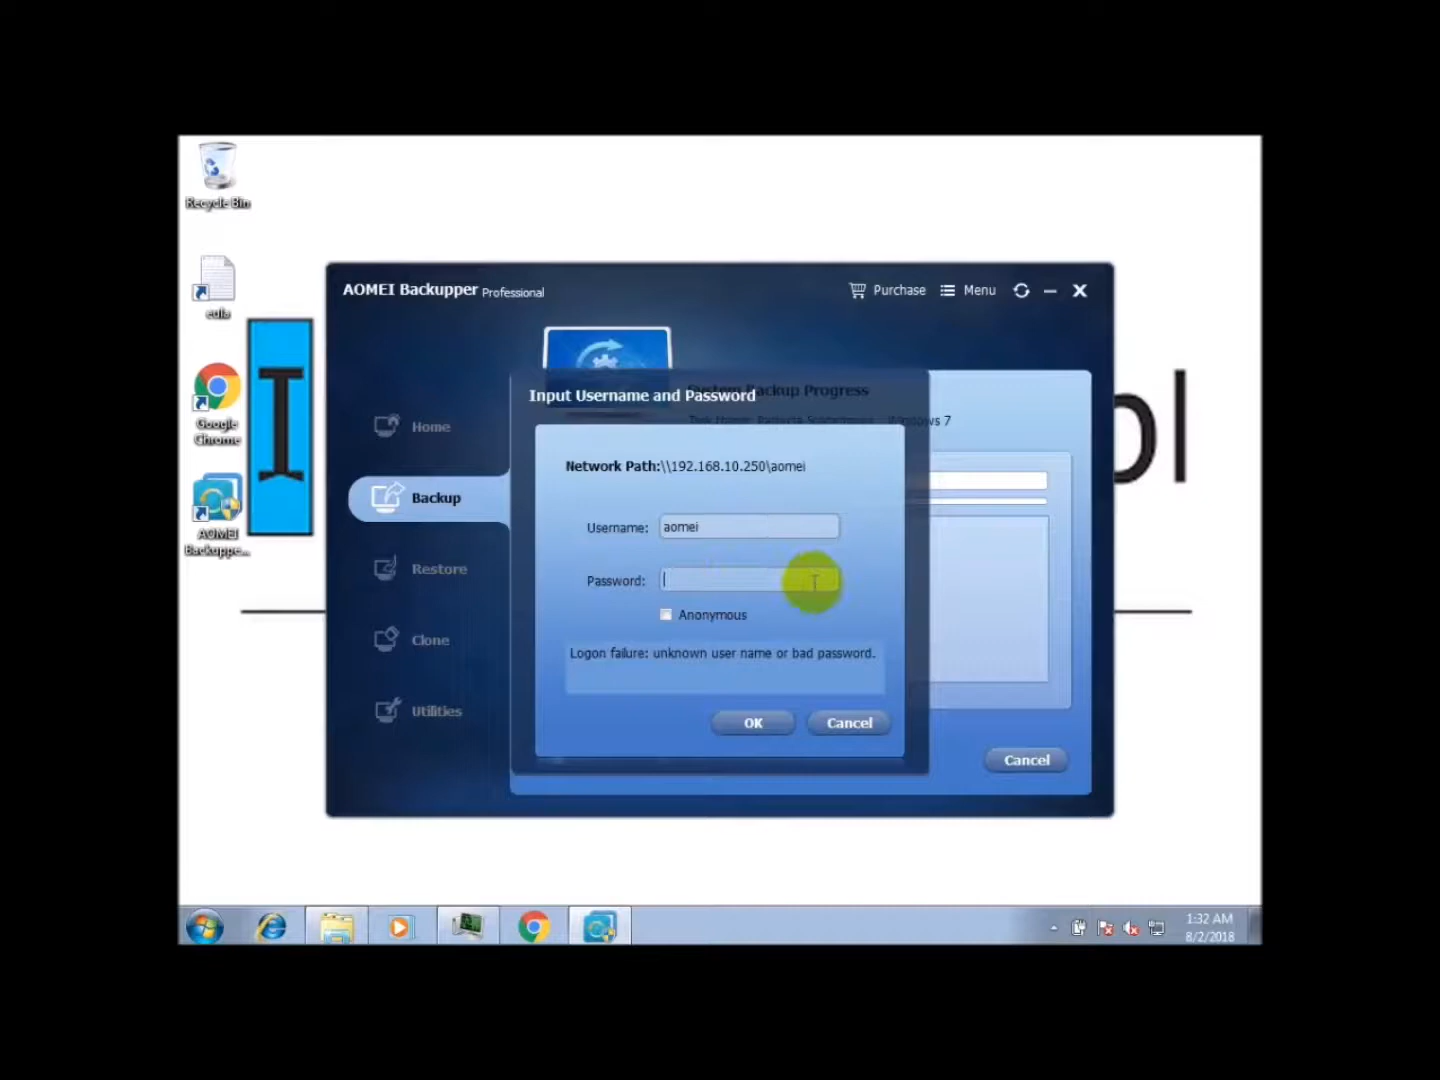 Recycle Bin
eula
Google
Chrome
AOMEI
Backuppe...
I
pl
AOMEI Backupper Professional
Purchase
Menu
Home
Backup
Restore
Clone
Utilities
System Backup Progress
Windows 7
Input Username and Password
Network Path:\\192.168.10.250\aomei
Username: aomei
Password:
Anonymous
Logon failure: unknown user name or bad password.
OK
Cancel
Cancel
1:32 AM
8/2/2018